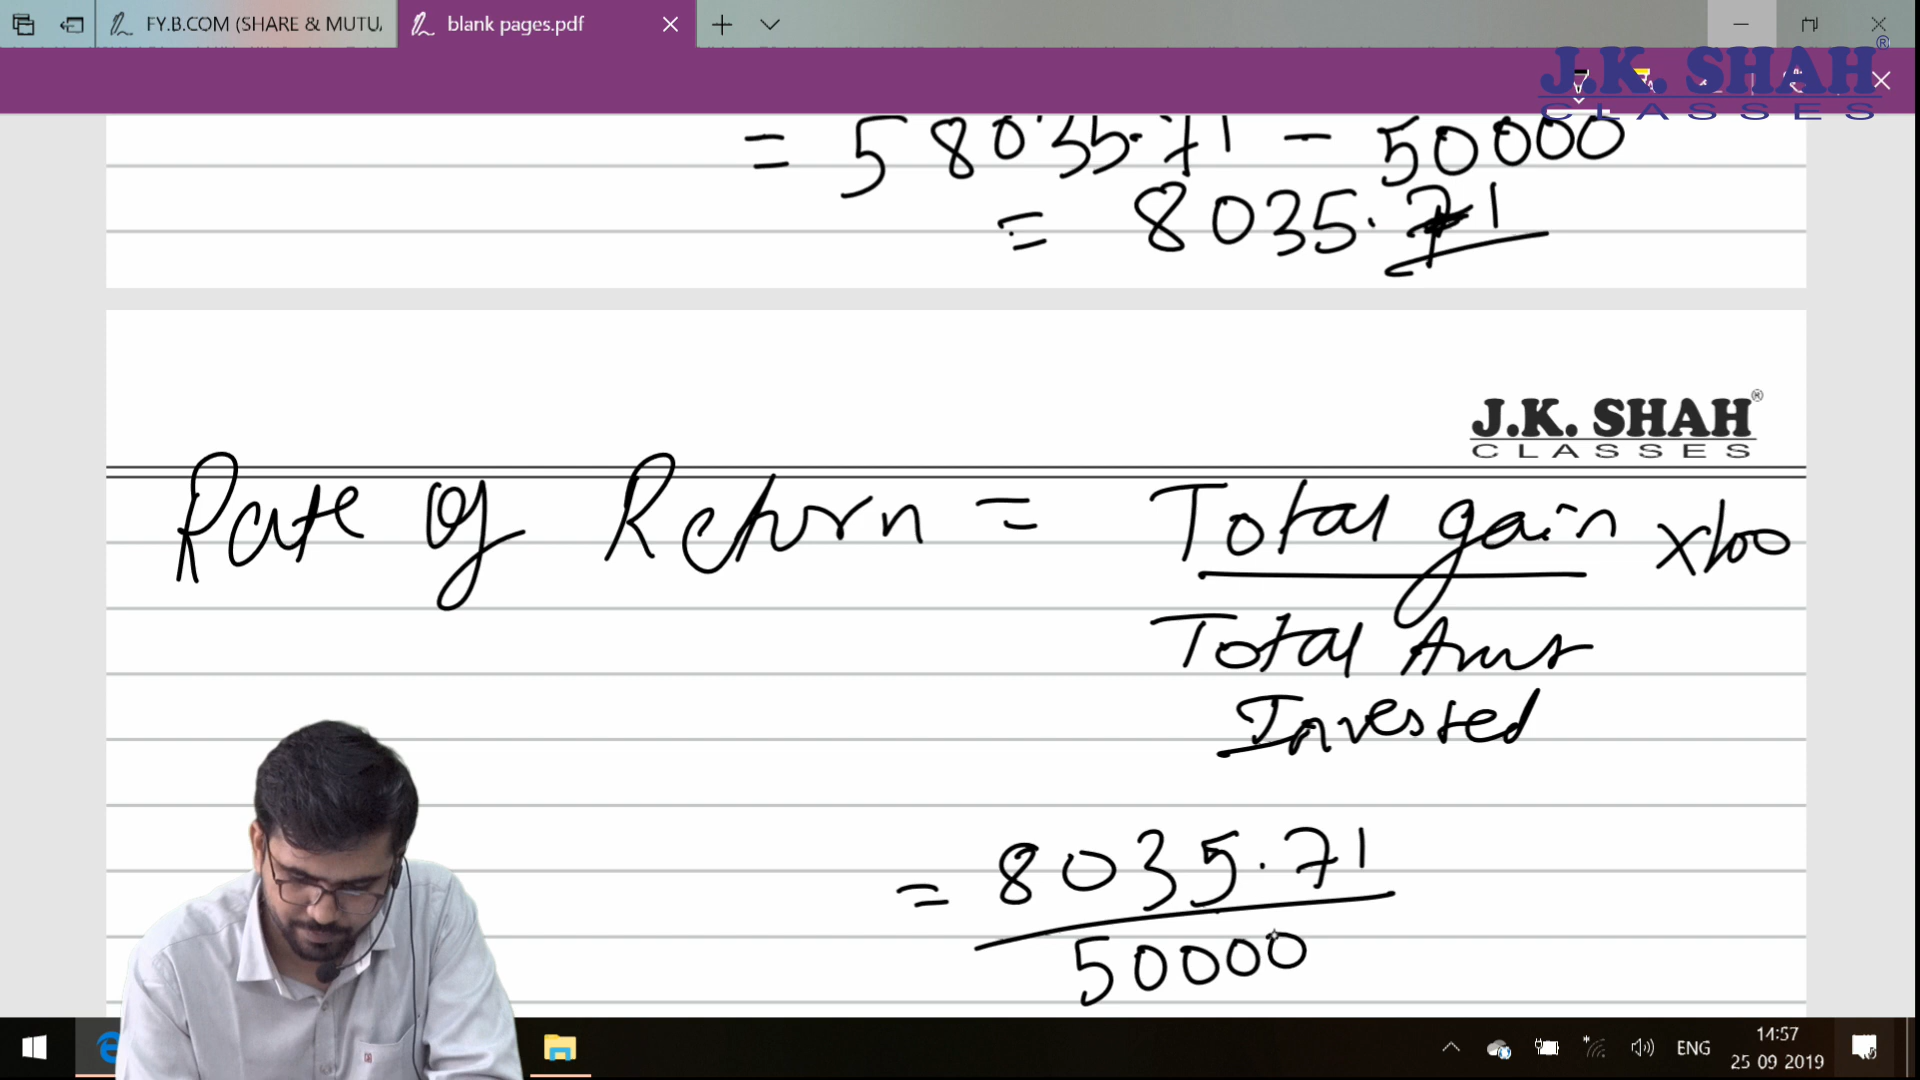 FY.B.COM (SHARE & MUTU
blank pages.pdf
J.K. SHAH®
CLASSES
= 58035.71 - 50000
= 8035.71
J.K. SHAH®
CLASSES
Rate of Return = Total gain x100
Total Amt
Invested
= 8035.71
50000
ENG
14:57
25 09 2019